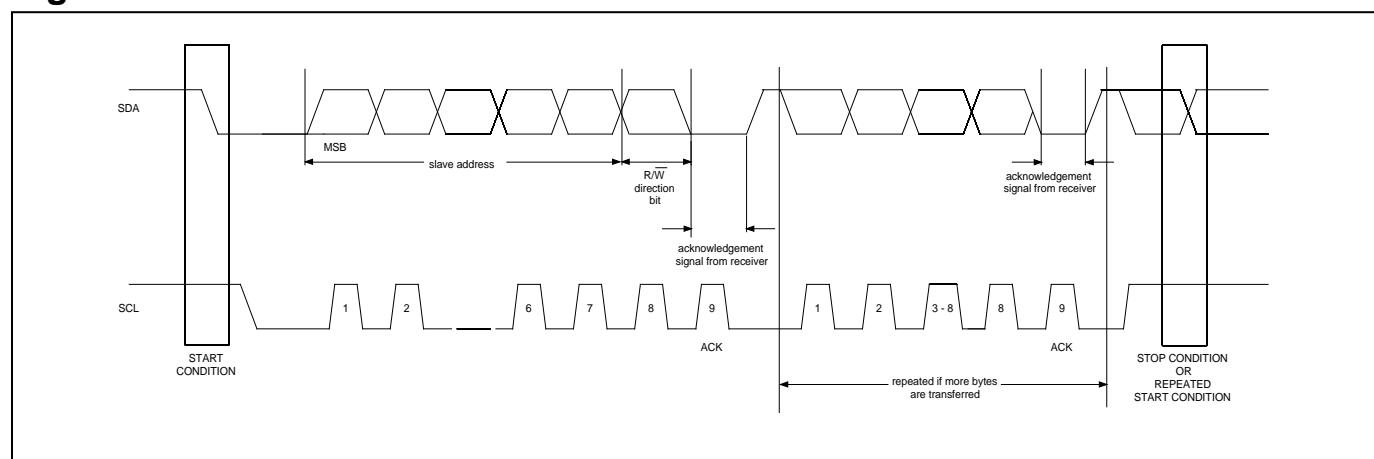 SDA
MSB
slave address
R/W
direction
bit
acknowledgement
signal from receiver
acknowledgement
signal from receiver
SCL
1
2
6
7
8
9
1
2
3 - 8
8
9
ACK
ACK
START
CONDITION
repeated if more bytes
are transferred
STOP CONDITION
OR
REPEATED
START CONDITION